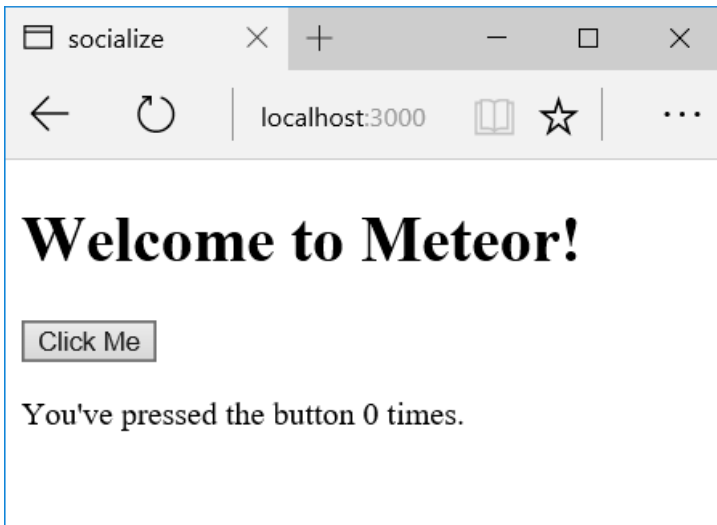 socialize
localhost:3000
Welcome to Meteor!
Click Me
You've pressed the button 0 times.